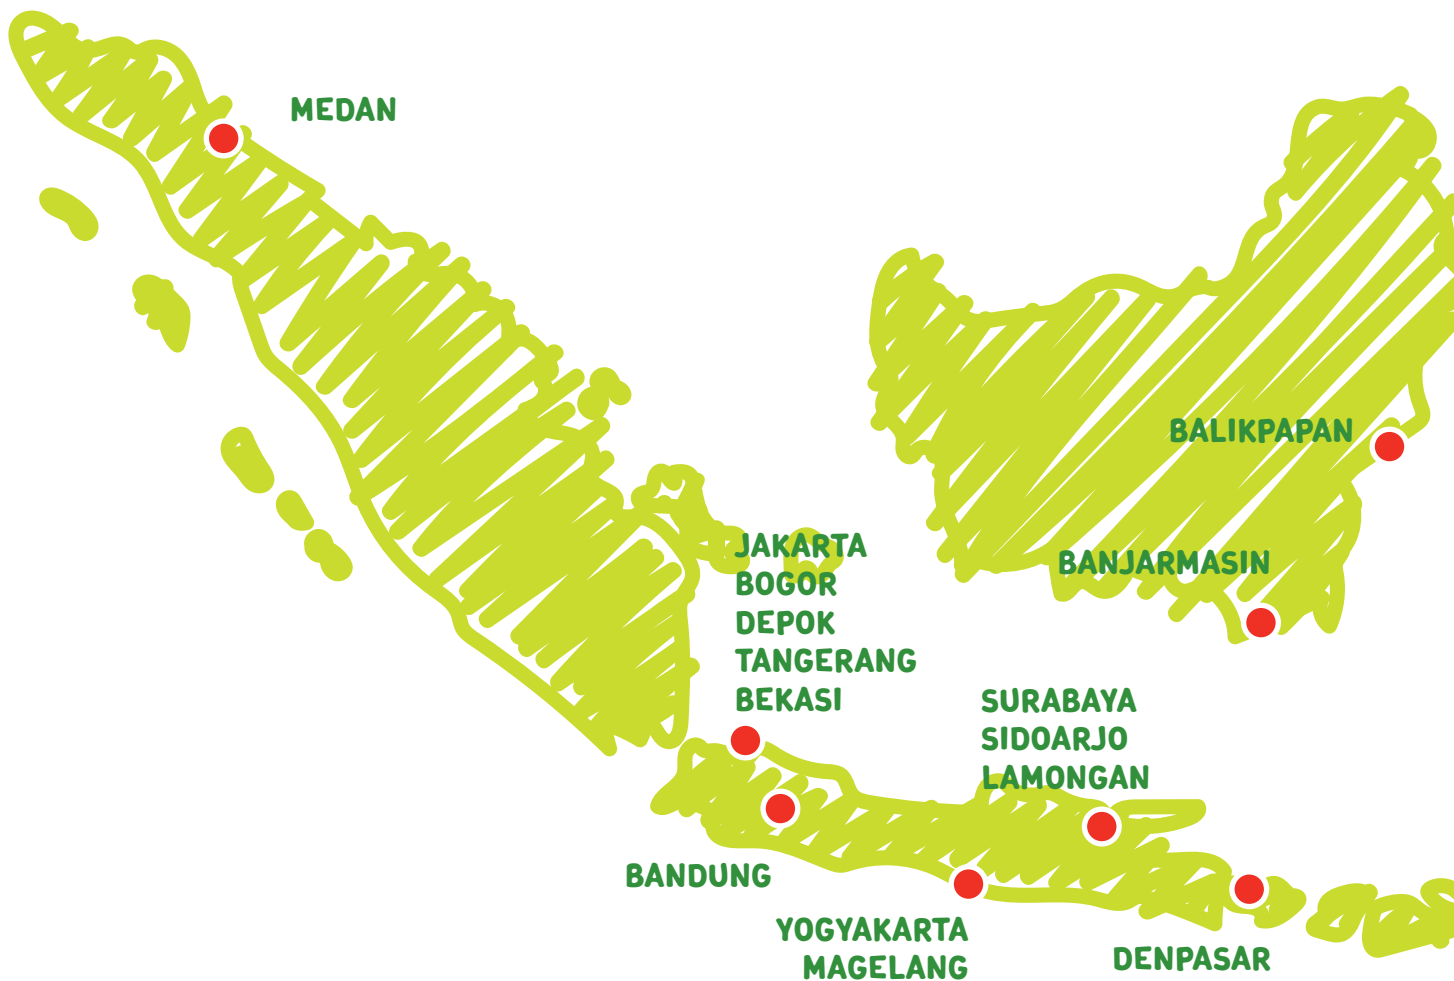 MEDAN
BALIKPAPAN
BANJARMASIN
JAKARTA
BOGOR
DEPOK
TANGERANG
BEKASI
SURABAYA
SIDOARJO
LAMONGAN
BANDUNG
YOGYAKARTA
MAGELANG
DENPASAR